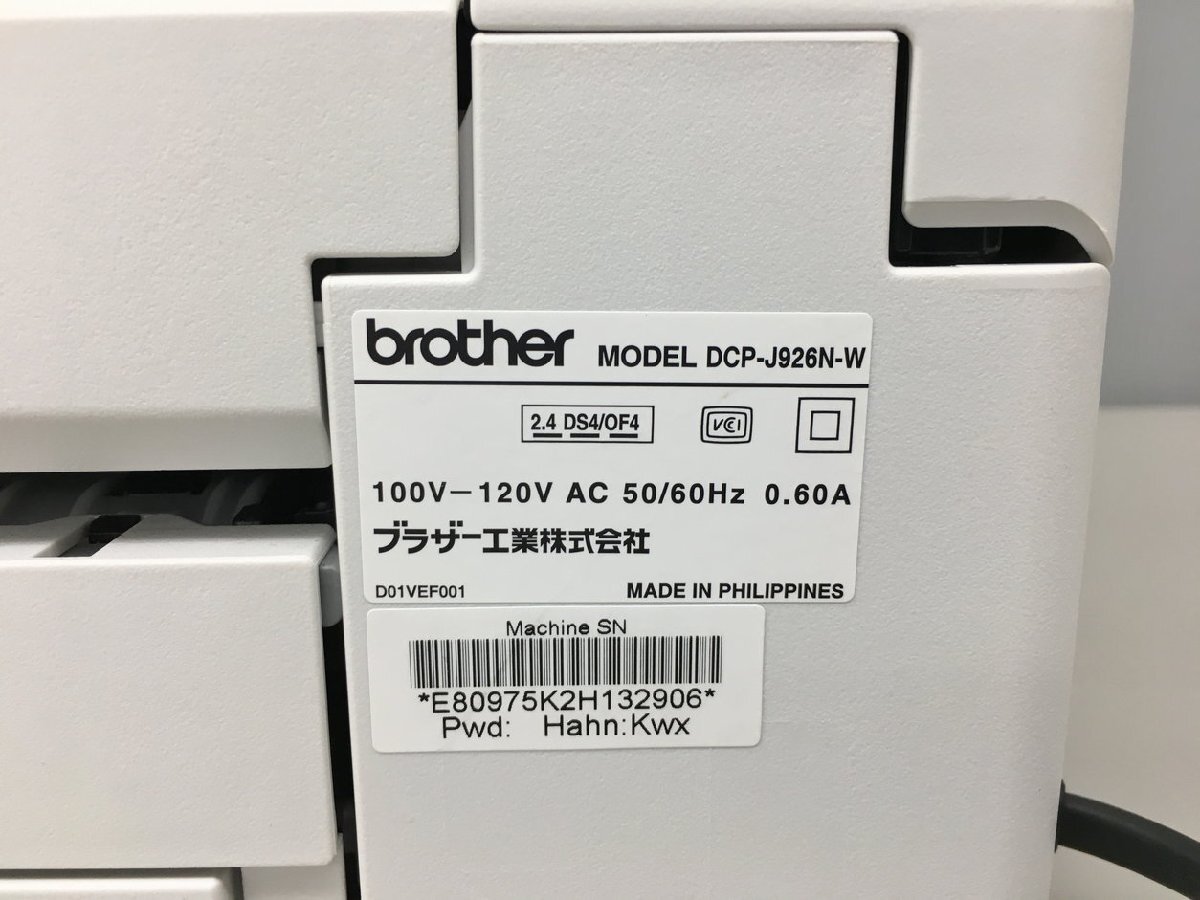 brother MODEL DCP-J926N-W
2.4 DS4/OF4
VCI
100V－120V AC 50/60Hz 0.60A
ブラザー工業株式会社
D01VEF001 MADE IN PHILIPPINES
Machine SN
*E80975K2H132906*
Pwd: Hahn:Kwx